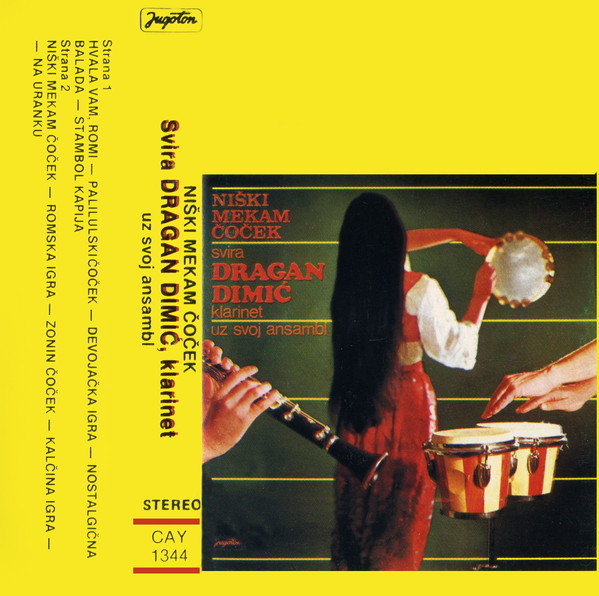 Jugoton
Strana 1
HVALA VAM, ROMI — PALILULSKI ČOČEK — DEVOJAČKA IGRA — NOSTALGIČNA
BALADA — STAMBOL KAPIJA
Strana 2
NIŠKI MEKAM ČOČEK — ROMSKA IGRA — ZONIN ČOČEK — KALČINA IGRA —
— NA URANKU
NIŠKI MEKAM ČOČEK
Svira DRAGAN DIMIĆ, klarinet
uz svoj ansambl
STEREO
CAY
1344
NIŠKI
MEKAM
ČOČEK
svira
DRAGAN
DIMIĆ
klarinet
uz svoj ansambl
Jugoton